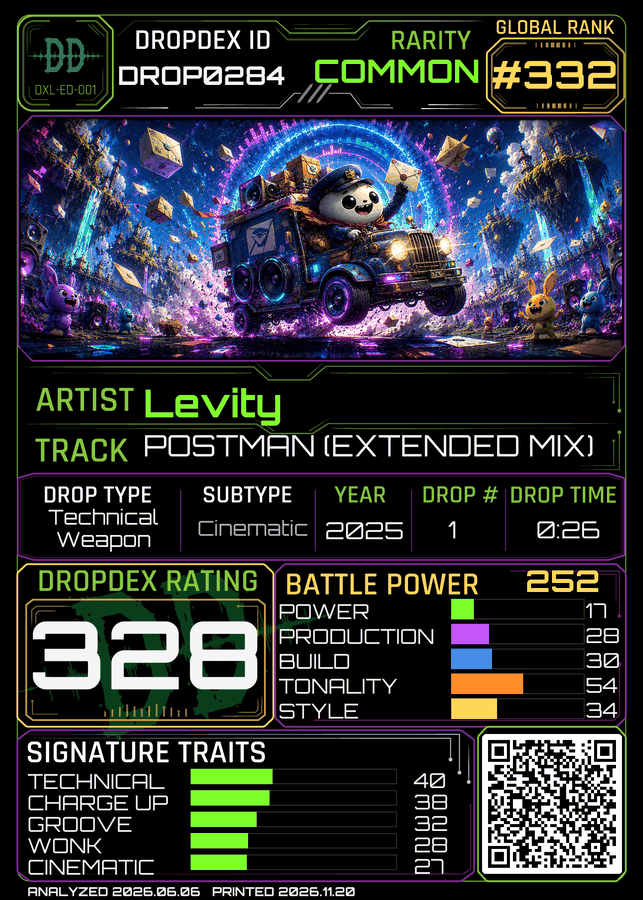 DD
DXL-ED-001
DROPDEX ID
DROP0284
RARITY
COMMON
GLOBAL RANK
#332
ARTIST Levity
TRACK POSTMAN (EXTENDED MIX)
DROP TYPE
Technical
Weapon
SUBTYPE
Cinematic
YEAR
2025
DROP #
1
DROP TIME
0:26
DROPDEX RATING
328
BATTLE POWER 252
POWER 17
PRODUCTION 28
BUILD 30
TONALITY 54
STYLE 34
SIGNATURE TRAITS
TECHNICAL 40
CHARGE UP 38
GROOVE 32
WONK 28
CINEMATIC 27
ANALYZED 2026.06.06 PRINTED 2026.11.20